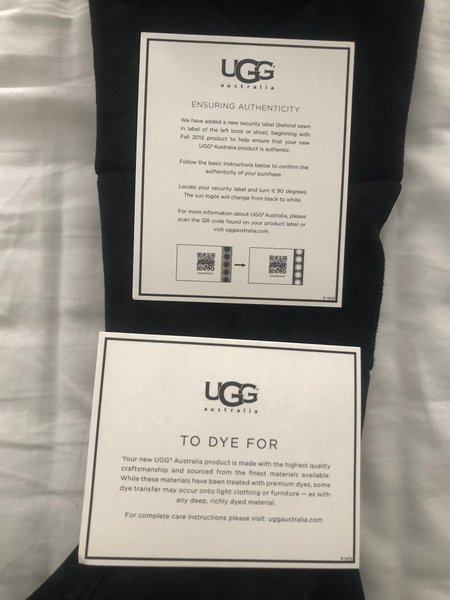 UGG®
australia
ENSURING AUTHENTICITY.
We have added a new security label (behind sewn
in label of the left boot or shoe), beginning with
Fall 2013 product to help ensure that your new
UGG® Australia product is authentic.
Follow the basic instructions below to confirm the
authenticity of your purchase.
Locate your security label and turn it 90 degrees.
The sun logos will change from black to white.
For more information about UGG® Australia, please
scan the QR code found on your product label or
visit uggaustralia.com.
UGG®
australia
TO DYE FOR
Your new UGG® Australia product is made with the highest quality
craftsmanship and sourced from the finest materials available.
While these materials have been treated with premium dyes, some
dye transfer may occur onto light clothing or furniture — as with
any deep, richly dyed material.
For complete care instructions please visit: uggaustralia.com